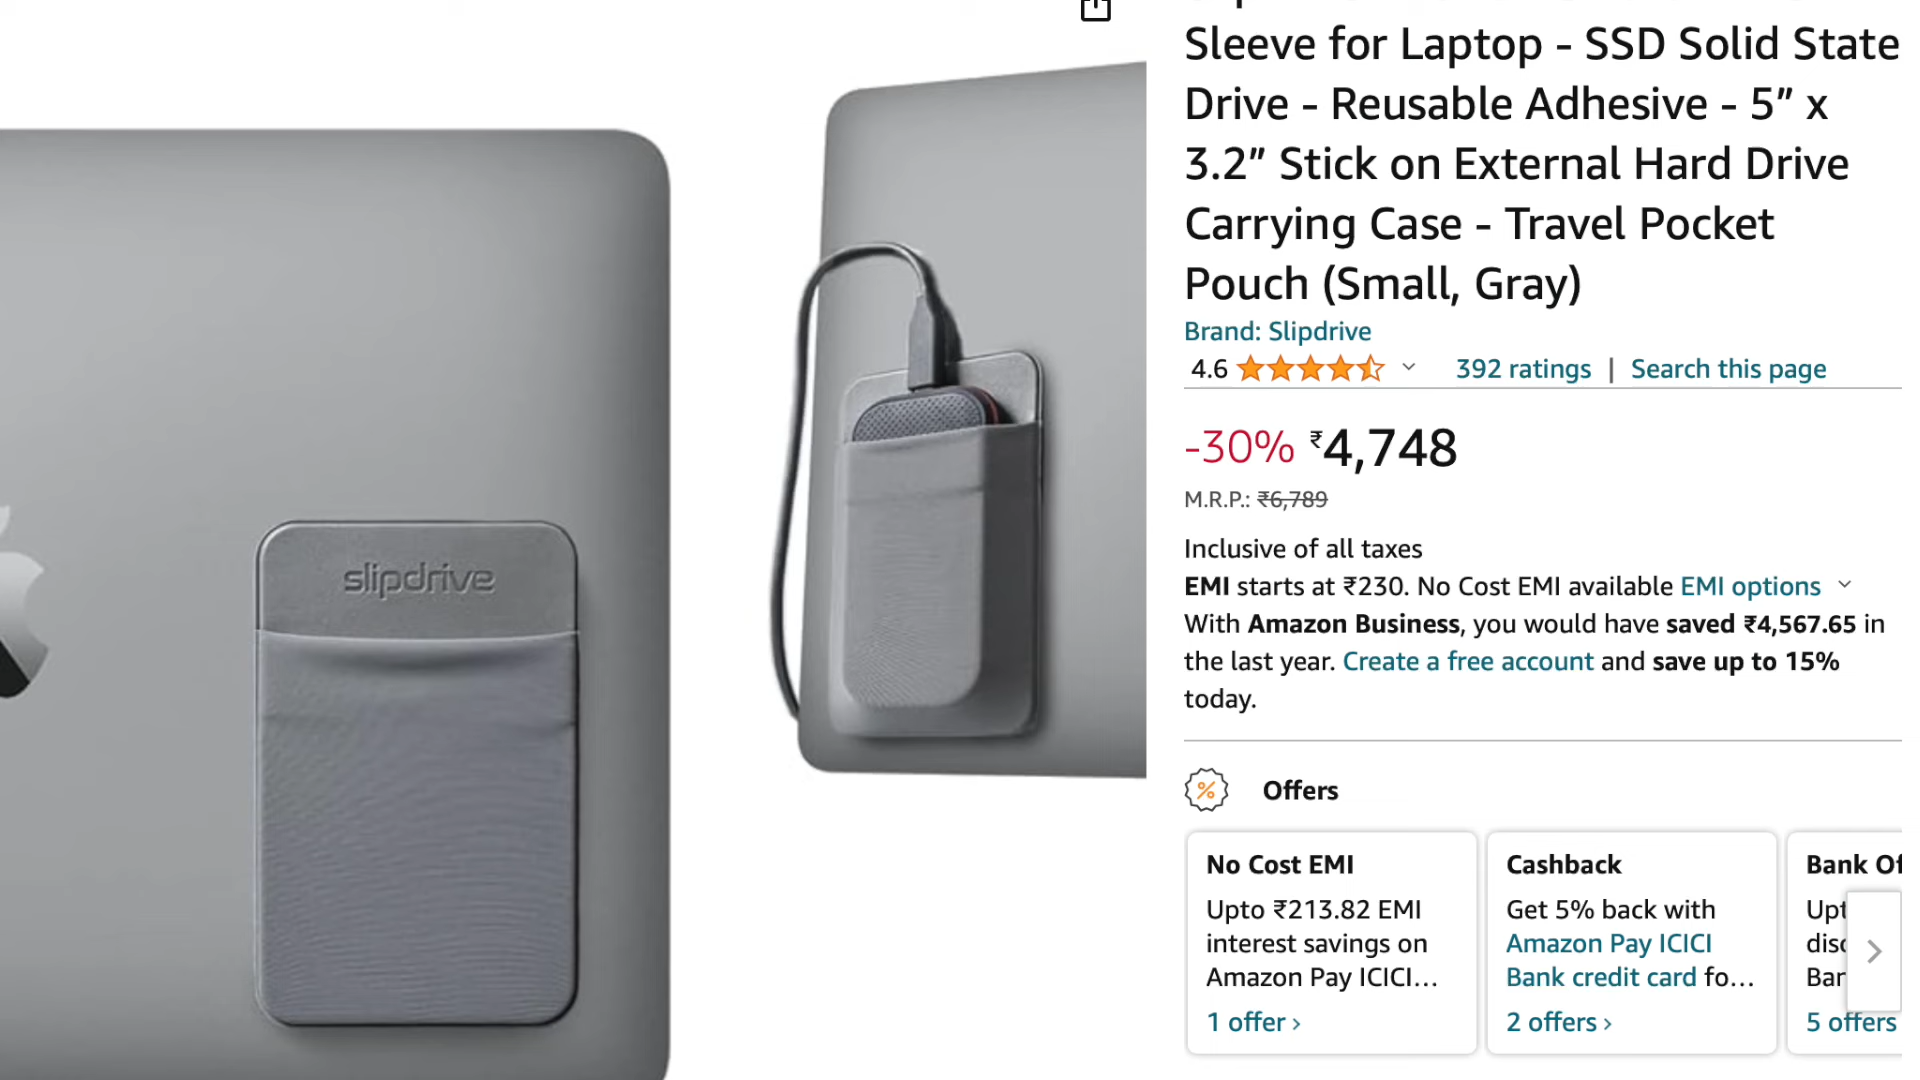 slipdrive
Sleeve for Laptop - SSD Solid State
Drive - Reusable Adhesive - 5” x
3.2” Stick on External Hard Drive
Carrying Case - Travel Pocket
Pouch (Small, Gray)
Brand: Slipdrive
4.6 392 ratings | Search this page
-30% ₹4,748
M.R.P.: ₹6,789
Inclusive of all taxes
EMI starts at ₹230. No Cost EMI available EMI options
With Amazon Business, you would have saved ₹4,567.65 in
the last year. Create a free account and save up to 15%
today.
% Offers
No Cost EMI
Upto ₹213.82 EMI
interest savings on
Amazon Pay ICICI…
1 offer ›
Cashback
Get 5% back with
Amazon Pay ICICI
Bank credit card fo…
2 offers ›
Bank
5 offers